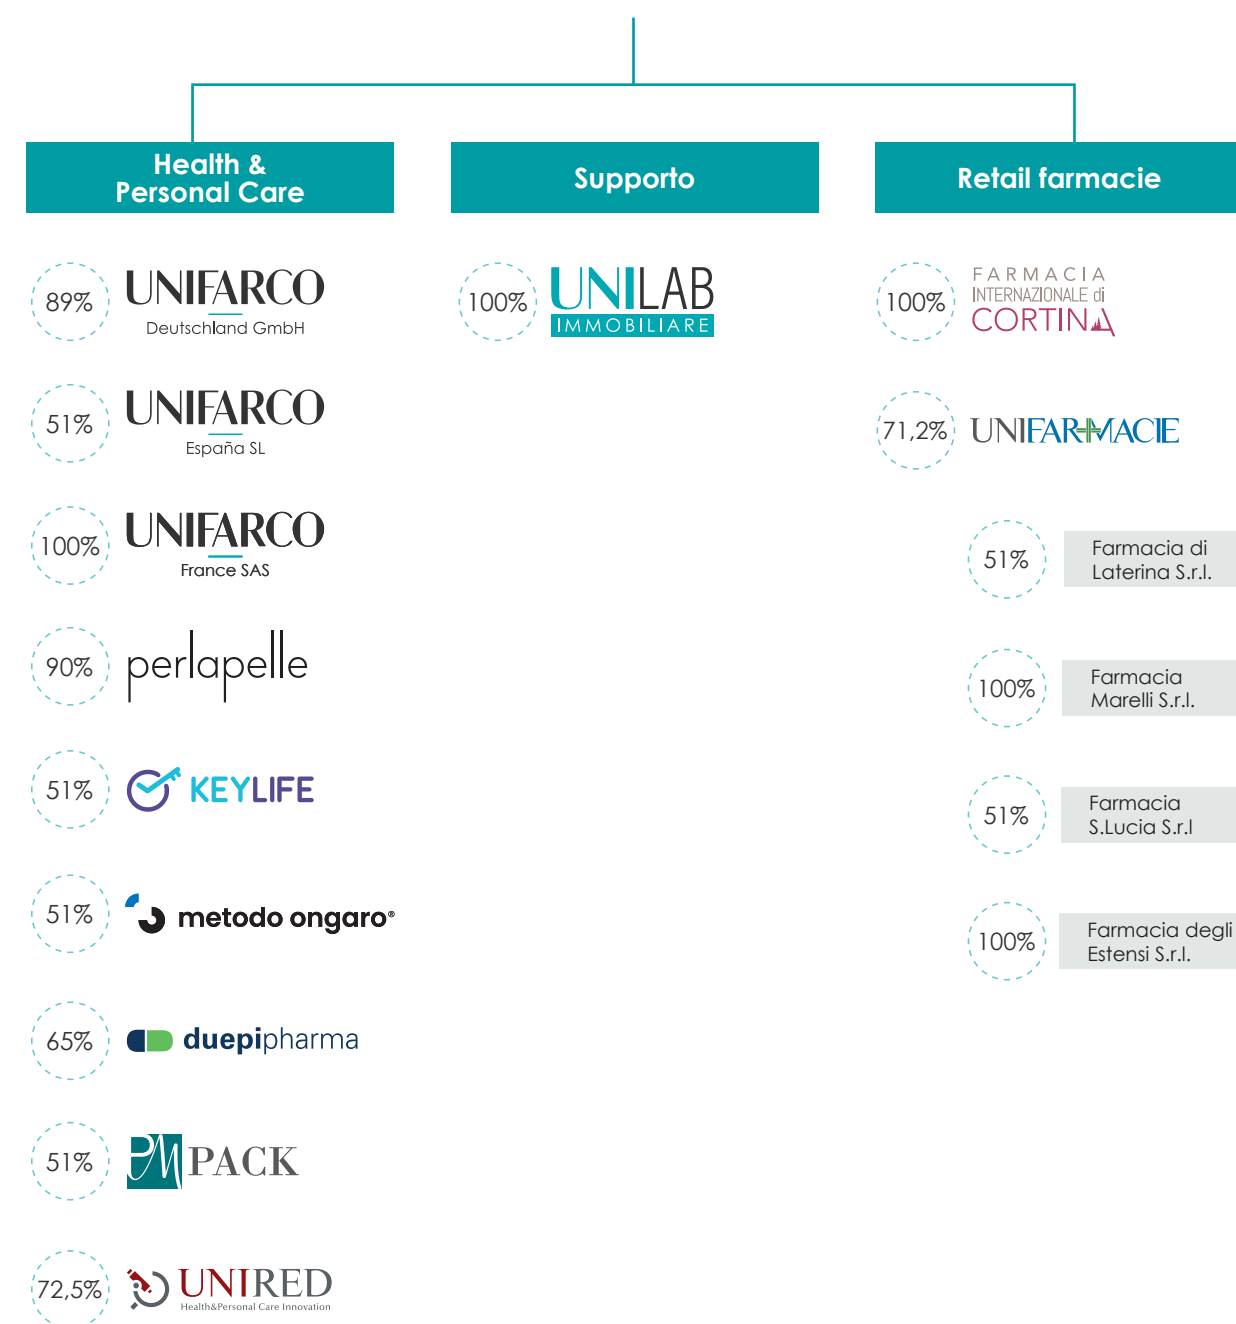 Health &
Personal Care
89%
UNIFARCO
Deutschland GmbH
51%
UNIFARCO
España SL
100%
UNIFARCO
France SAS
90%
perlapelle
51%
KEYLIFE
51%
metodo ongaro®
65%
duepipharma
51%
PM PACK
72,5%
UNIRED
Health&Personal Care Innovation
Supporto
100%
UNILAB
IMMOBILIARE
Retail farmacie
100%
FARMACIA
INTERNAZIONALE di
CORTINA
71,2%
UNIFARMACIE
51%
Farmacia di
Laterina S.r.l.
100%
Farmacia
Marelli S.r.l.
51%
Farmacia
S.Lucia S.r.l
100%
Farmacia degli
Estensi S.r.l.